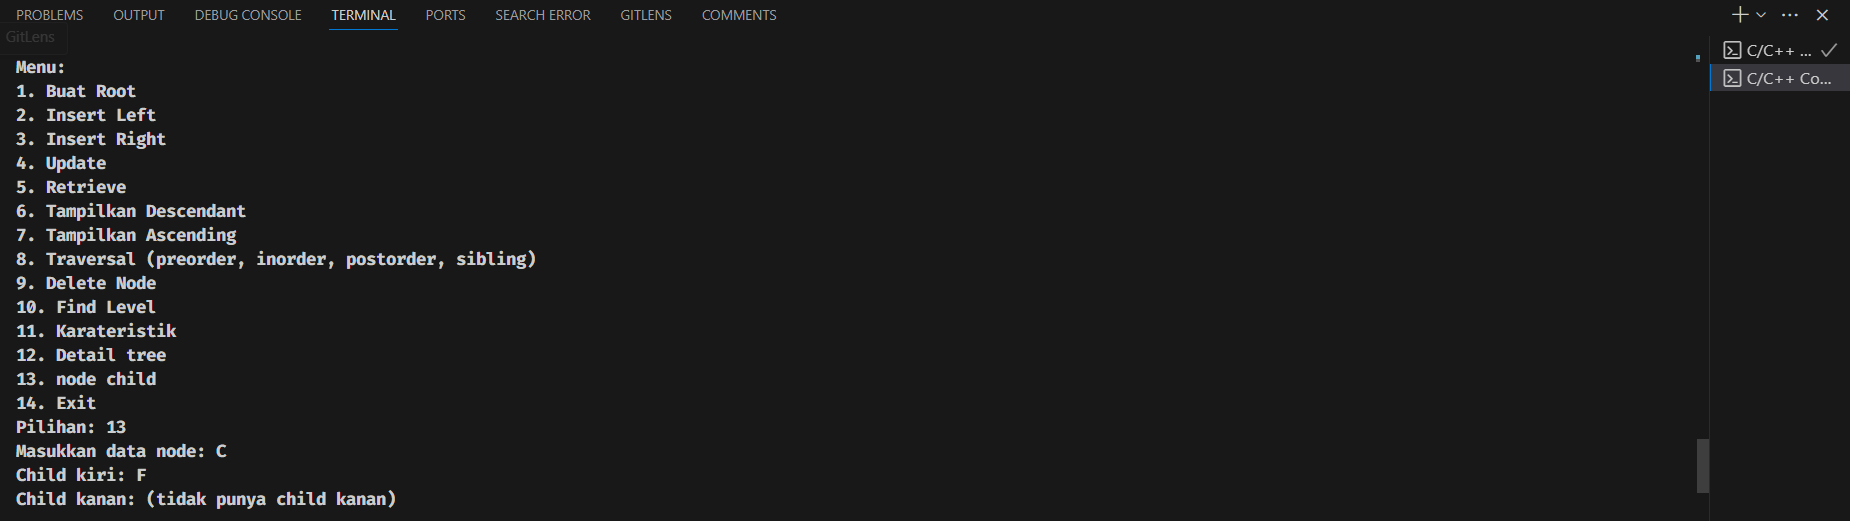 PROBLEMS OUTPUT DEBUG CONSOLE TERMINAL PORTS SEARCH ERROR GITLENS COMMENTS
GitLens
C/C++ ...
C/C++ Co...
Menu:
1. Buat Root
2. Insert Left
3. Insert Right
4. Update
5. Retrieve
6. Tampilkan Descendant
7. Tampilkan Ascending
8. Traversal (preorder, inorder, postorder, sibling)
9. Delete Node
10. Find Level
11. Karateristik
12. Detail tree
13. node child
14. Exit
Pilihan: 13
Masukkan data node: C
Child kiri: F
Child kanan: (tidak punya child kanan)